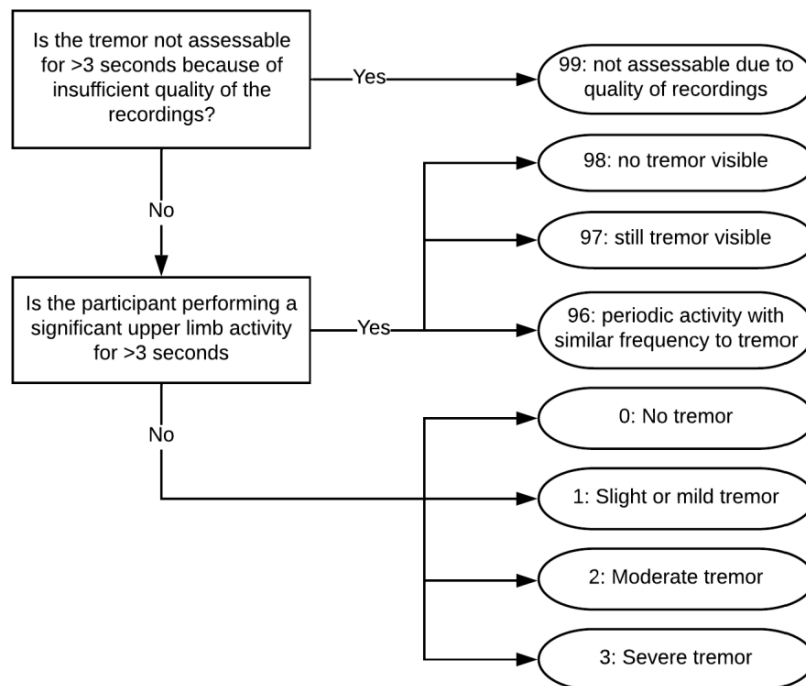 Is the tremor not assessable
for >3 seconds because of
insufficient quality of the
recordings?
Yes
99: not assessable due to
quality of recordings
98: no tremor visible
No
97: still tremor visible
Is the participant performing a
significant upper limb activity
for >3 seconds
Yes
96: periodic activity with
similar frequency to tremor
0: No tremor
No
1: Slight or mild tremor
2: Moderate tremor
3: Severe tremor